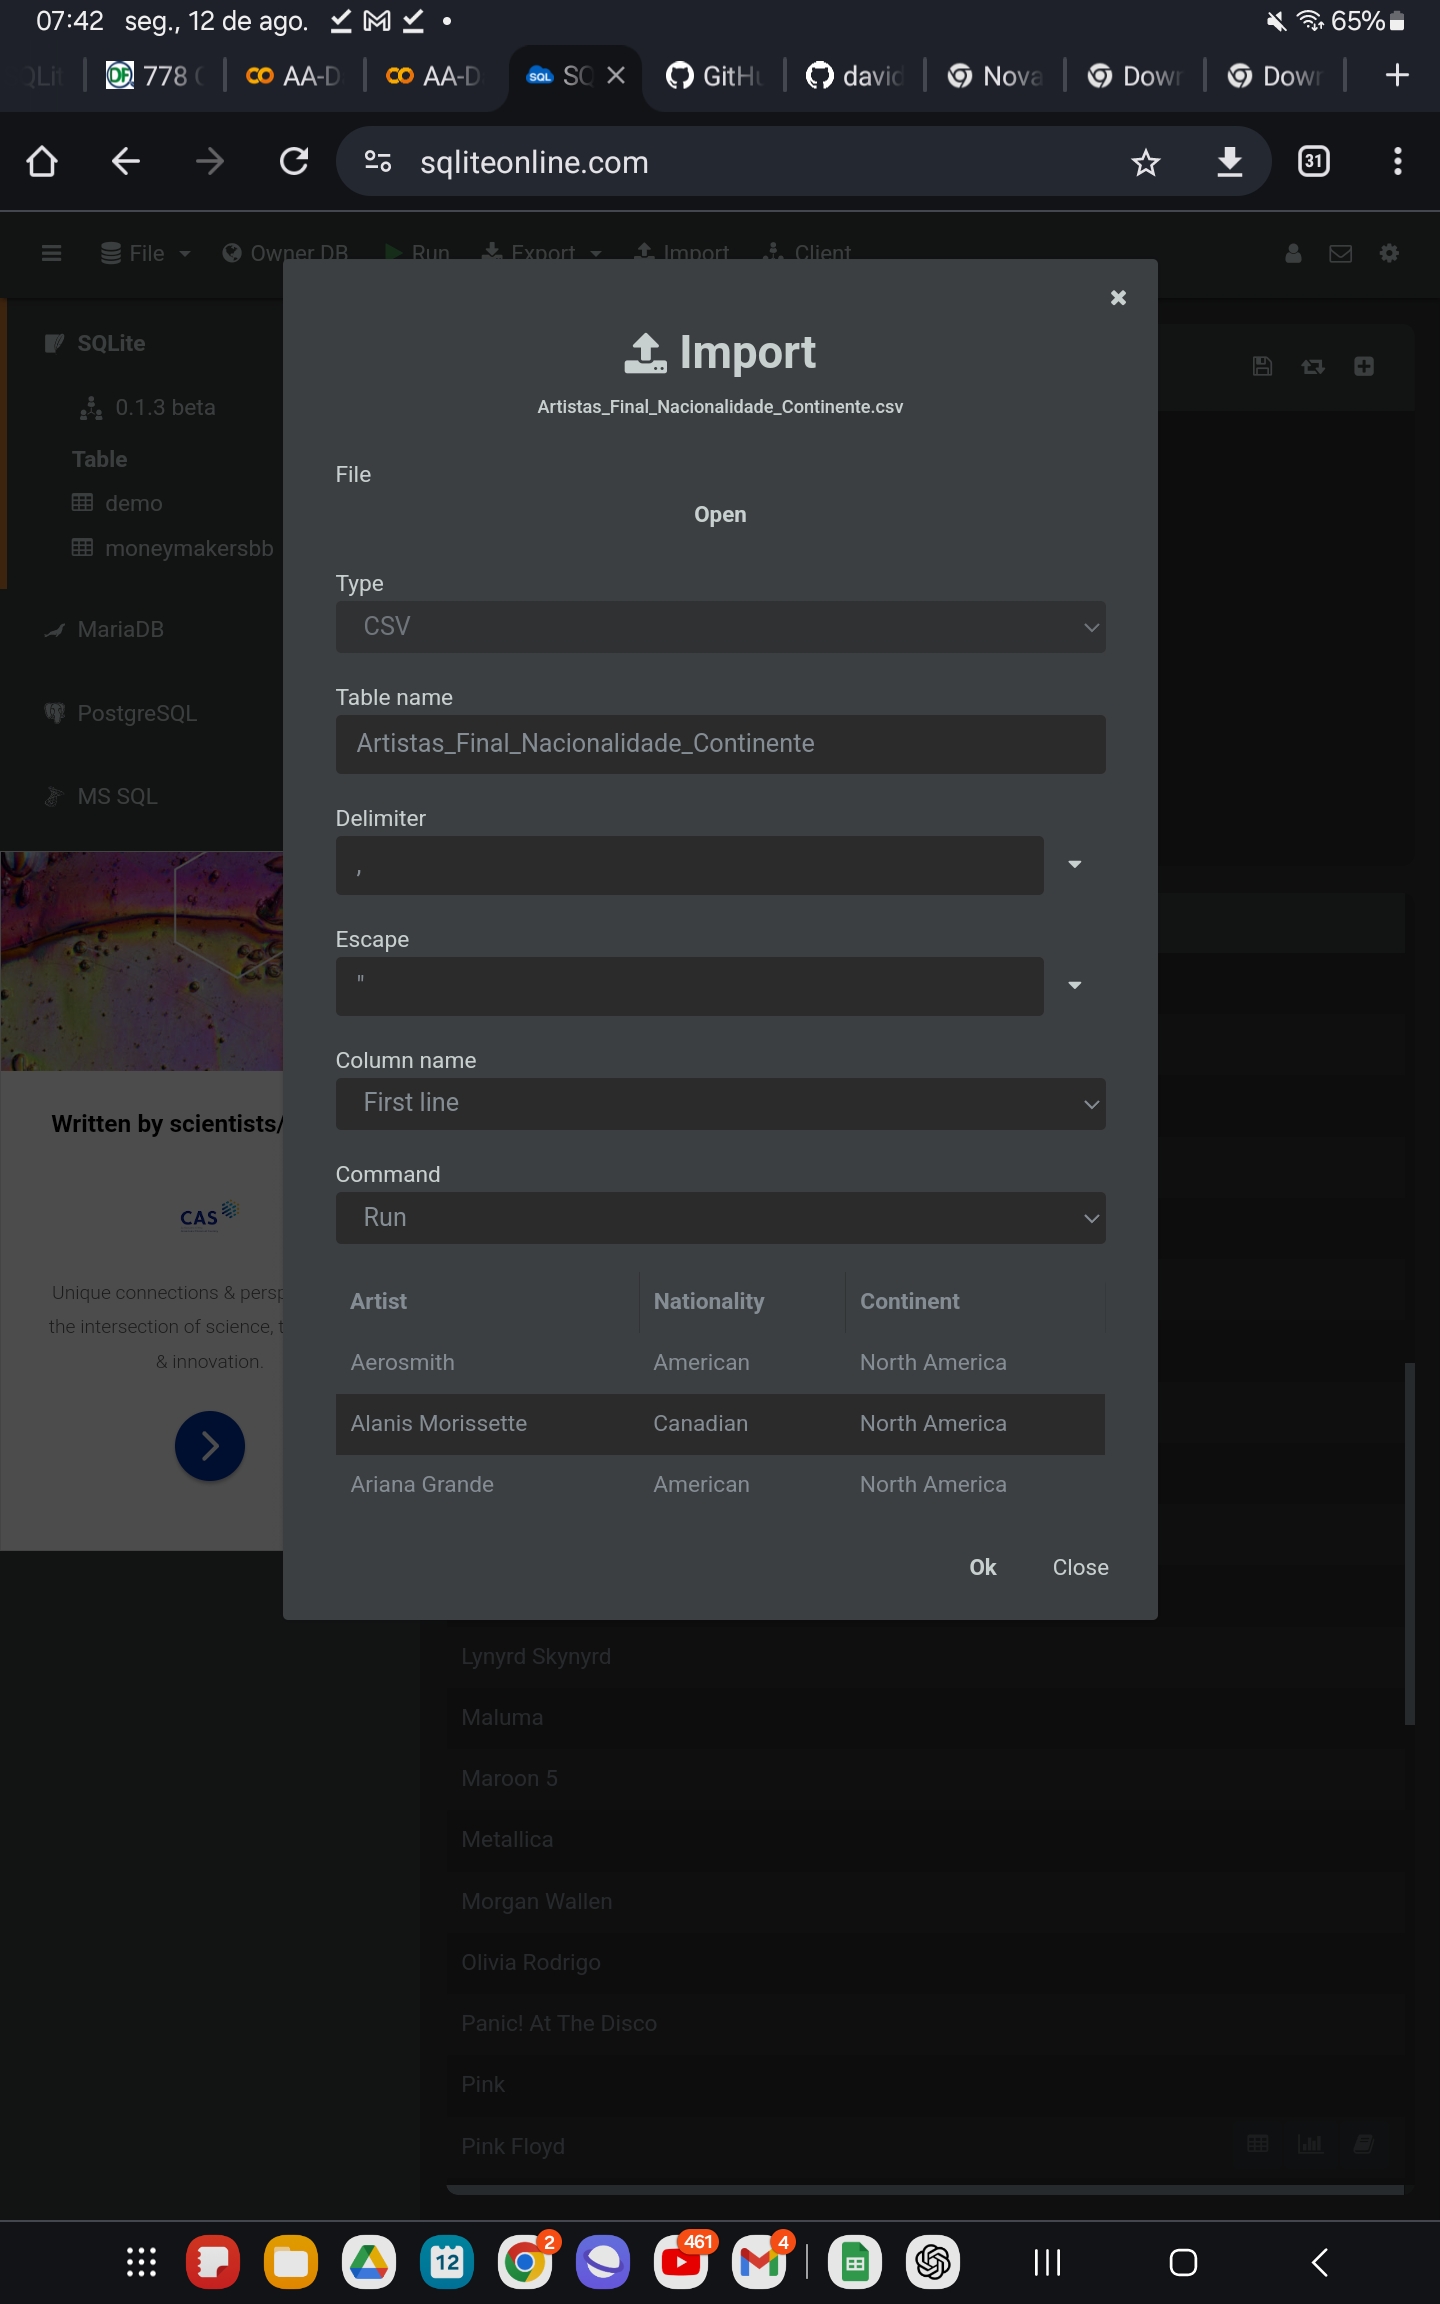 07:42 seg., 12 de ago. 65%
778 AA-D AA-D SQ GitHu david Nova Down Down
sqliteonline.com 31
File Owner DB Run Export Import Client
Import
Artistas_Final_Nacionalidade_Continente.csv
SQLite
0.1.3 beta
Table
demo
moneymakersbb
MariaDB
PostgreSQL
MS SQL
File
Open
Type
CSV
Table name
Artistas_Final_Nacionalidade_Continente
Delimiter
,
Escape
"
Column name
First line
Command
Run
Artist Nationality Continent
Aerosmith American North America
Alanis Morissette Canadian North America
Ariana Grande American North America
Ok Close
Written by scientists/
CAS
Unique connections & persp
the intersection of science, t
& innovation.
Lynyrd Skynyrd
Maluma
Maroon 5
Metallica
Morgan Wallen
Olivia Rodrigo
Panic! At The Disco
Pink
Pink Floyd
12 2 461 4